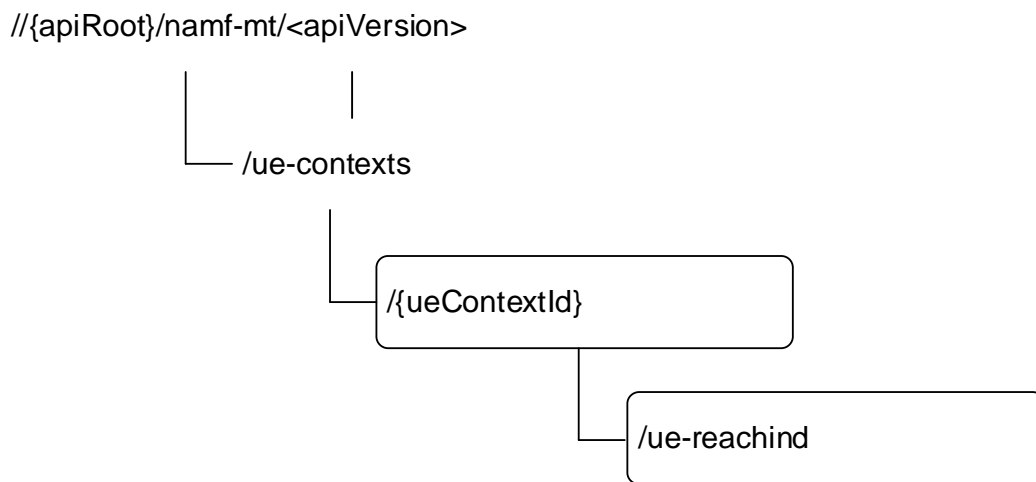 //{apiRoot}/namf-mt/<apiVersion>
/ue-contexts
/{ueContextId}
/ue-reachind